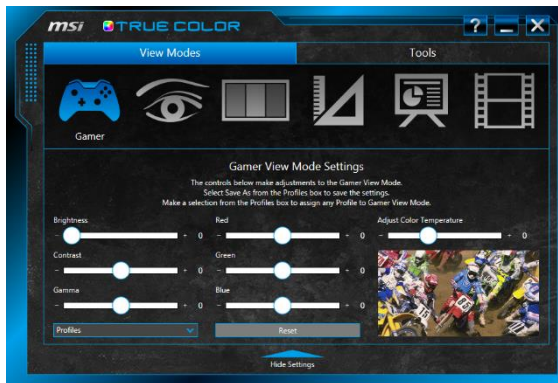 msi TRUE COLOR
? _ X
View Modes Tools
Gamer
Gamer View Mode Settings
The controls below make adjustments to the Gamer View Mode.
Select Save As from the Profiles box to save the settings.
Make a selection from the Profiles box to assign any Profile to Gamer View Mode.
Brightness Red Adjust Color Temperature
- + 0 - + 0 - + 0
Contrast Green
- + 0 - + 0
Gamma Blue
- + 0 - + 0
Profiles Reset
Hide Settings